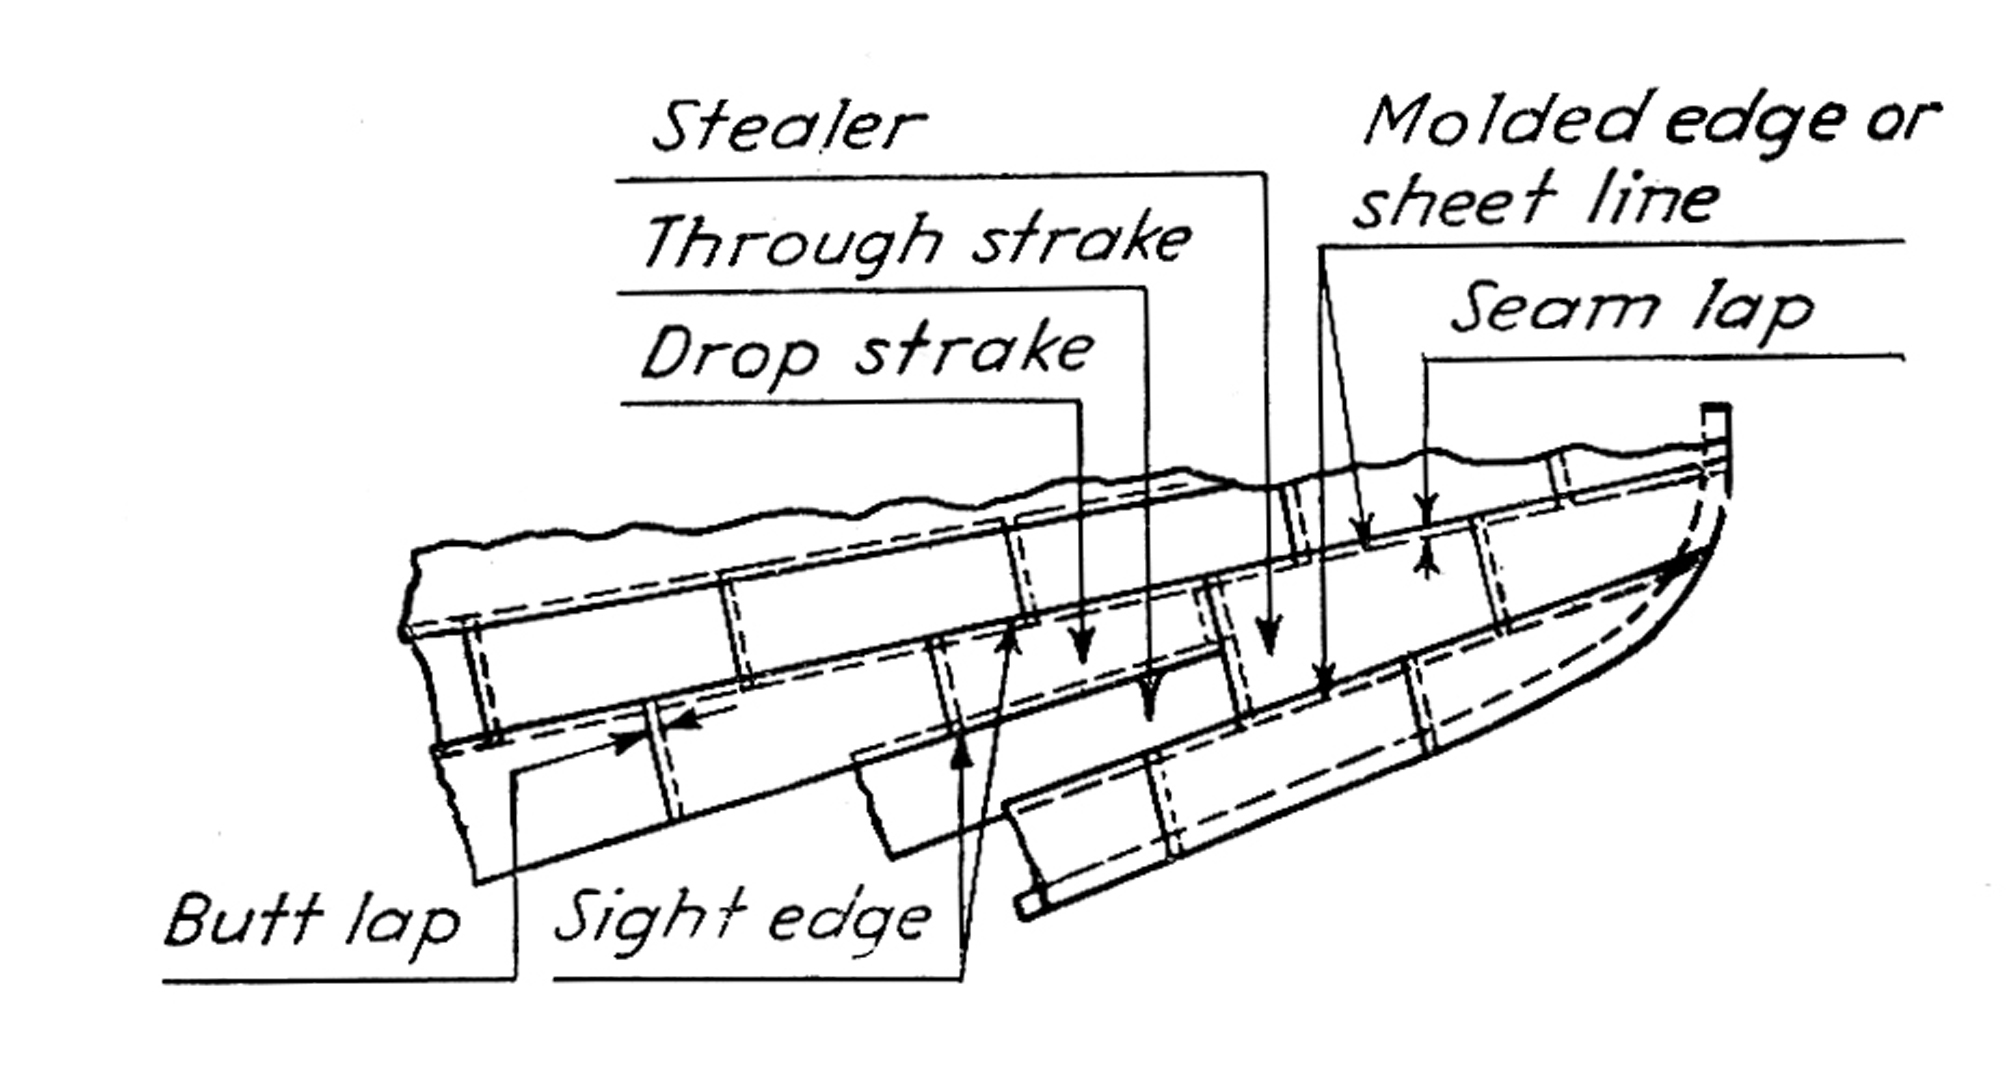 Stealer
Through strake
Drop strake
Molded edge or
sheet line
Seam lap
Butt lap
Sight edge